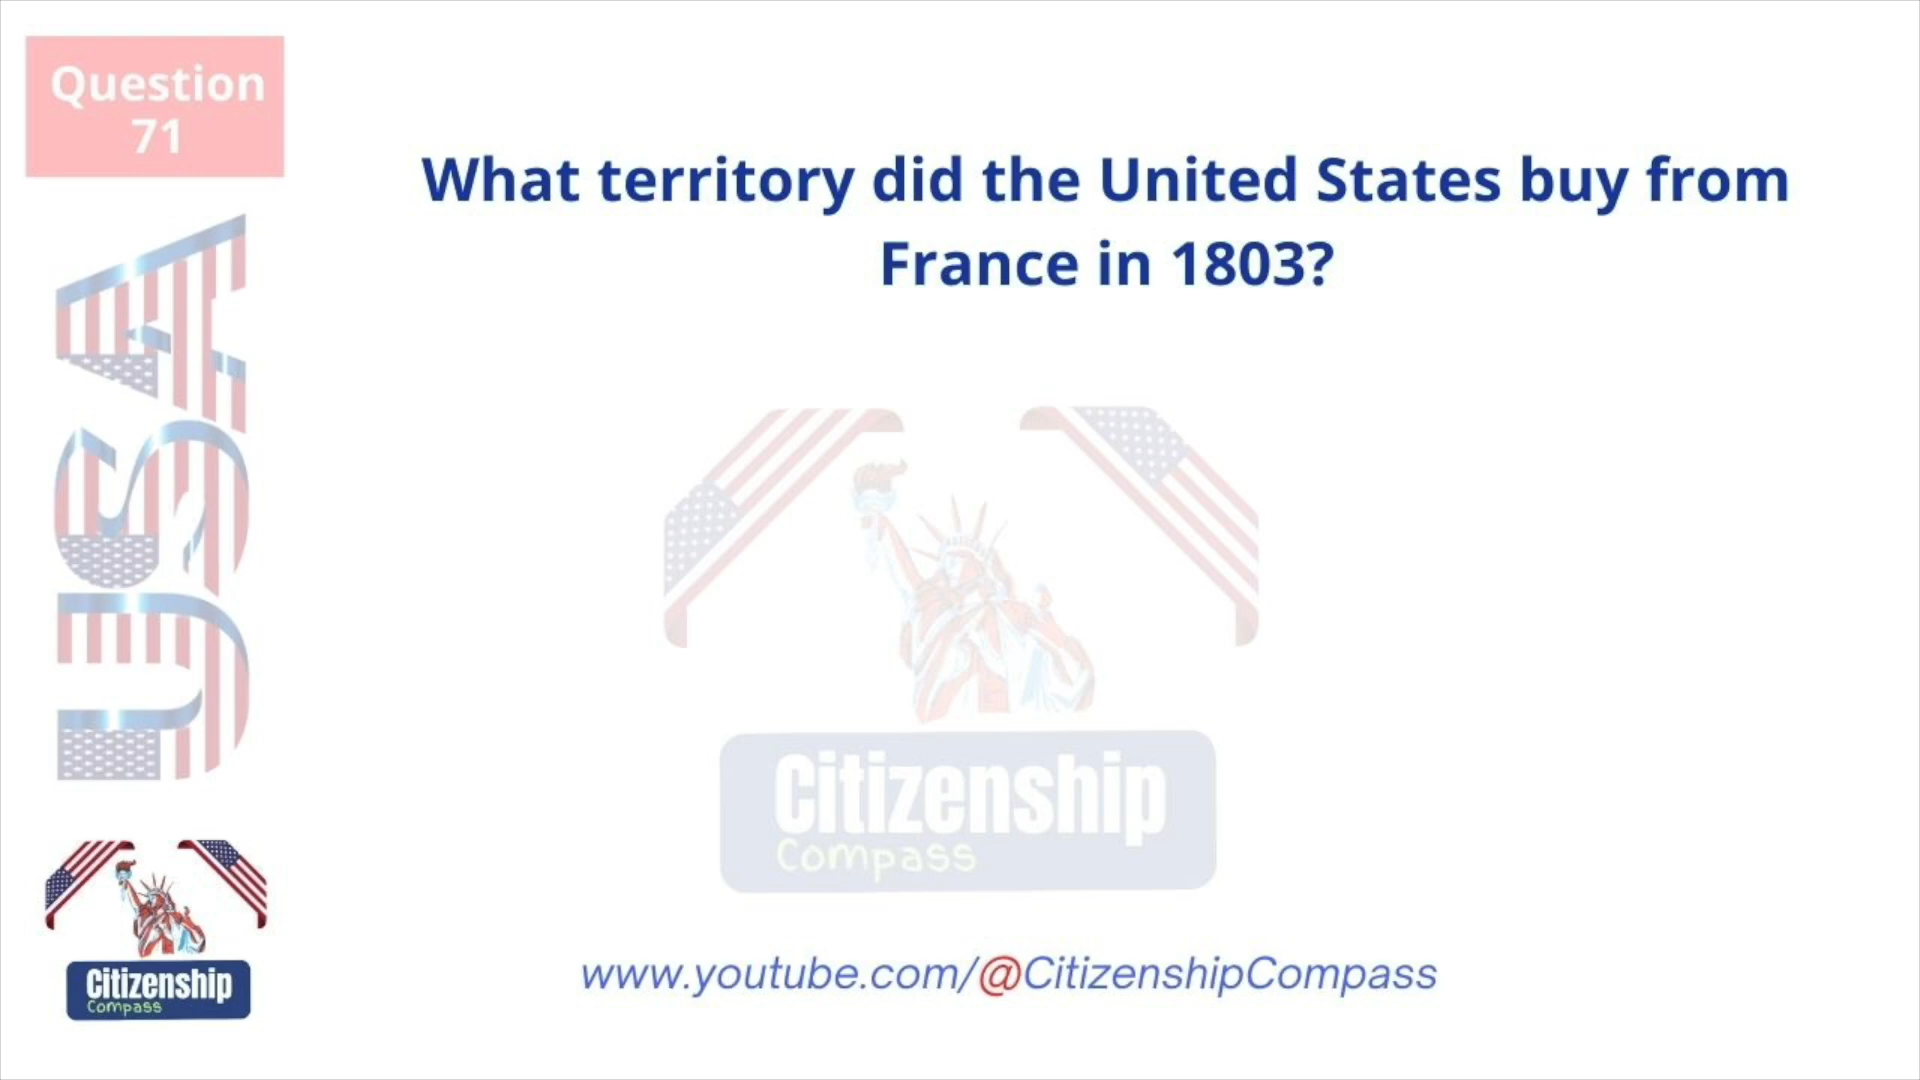 Question
71
What territory did the United States buy from
France in 1803?
USA
Citizenship
Compass
Citizenship
Compass
www.youtube.com/@CitizenshipCompass